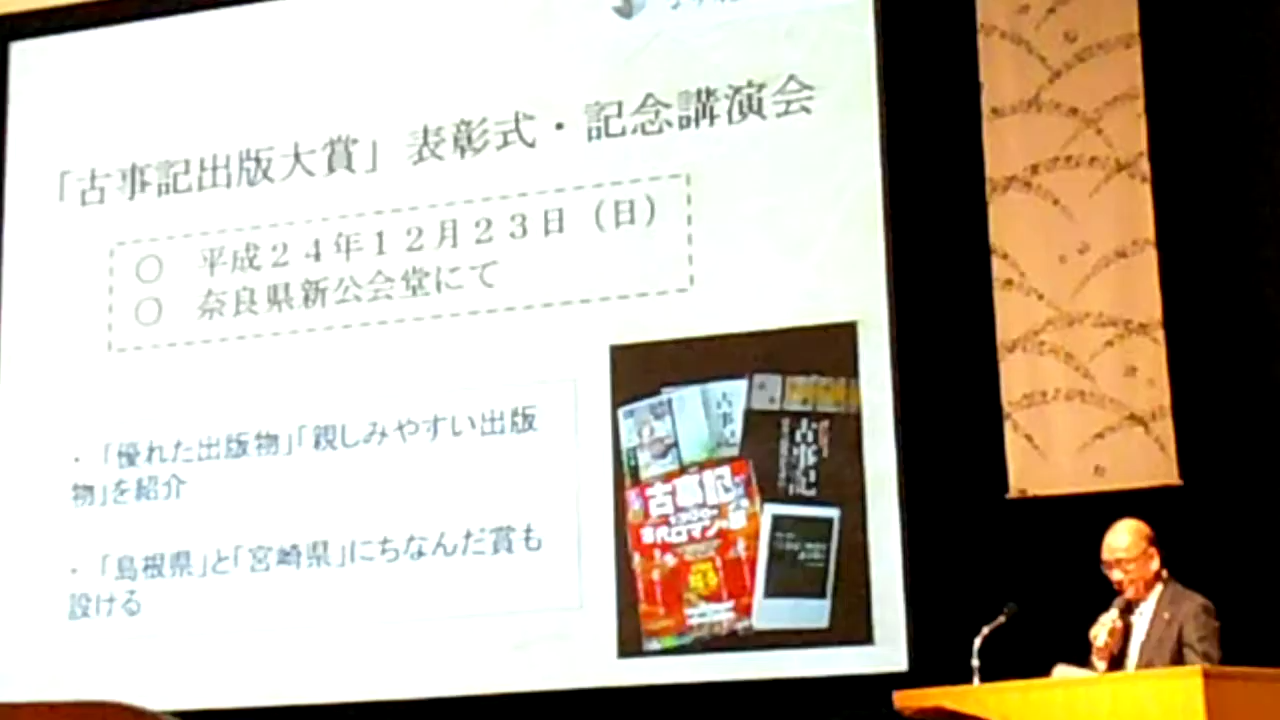 「古事記出版大賞」表彰式・記念講演会
○ 平成24年12月23日（日）
○ 奈良県新公会堂にて
・「優れた出版物」「親しみやすい出版
物」を紹介
・「島根県」と「宮崎県」にちなんだ賞も
設ける
古事記
古事記
古事記